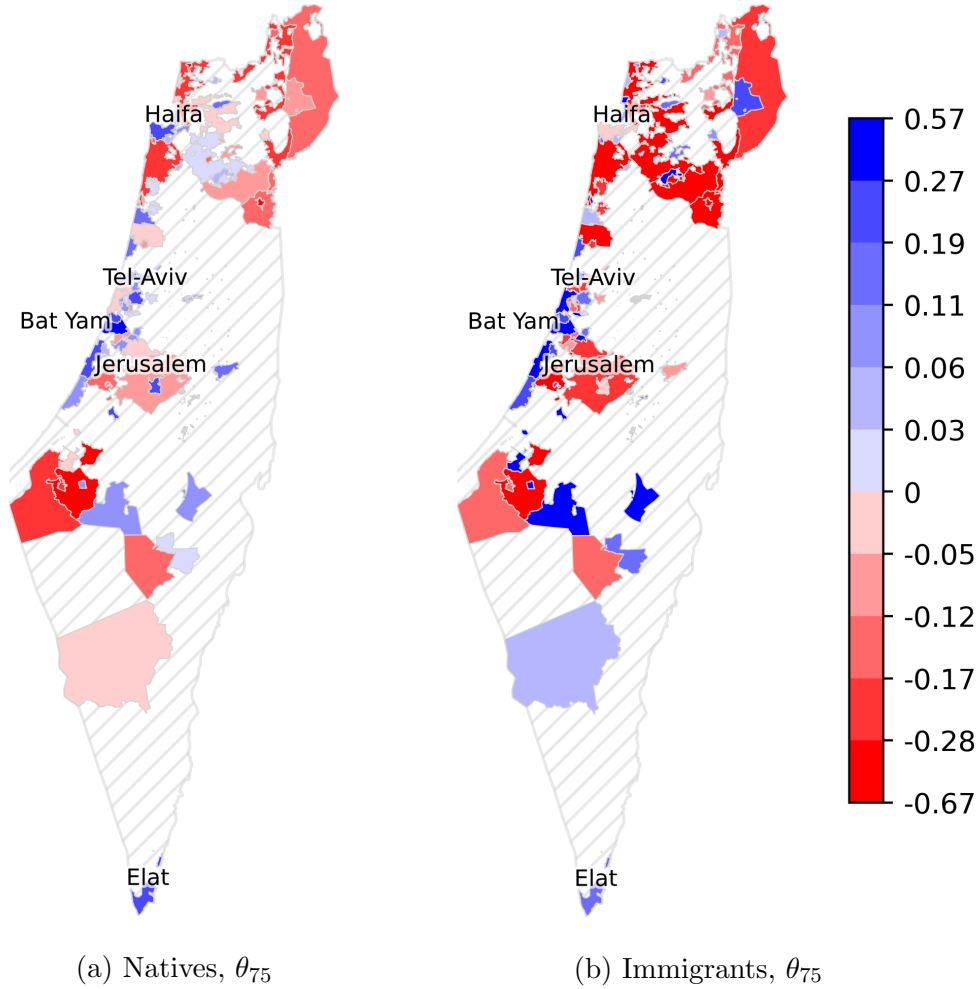 Haifa
Tel-Aviv
Bat Yam
Jerusalem
Elat
Haifa
Tel-Aviv
Bat Yam
Jerusalem
Elat
0.57
0.27
0.19
0.11
0.06
0.03
0
-0.05
-0.12
-0.17
-0.28
-0.67
(a) Natives, θ75
(b) Immigrants, θ75